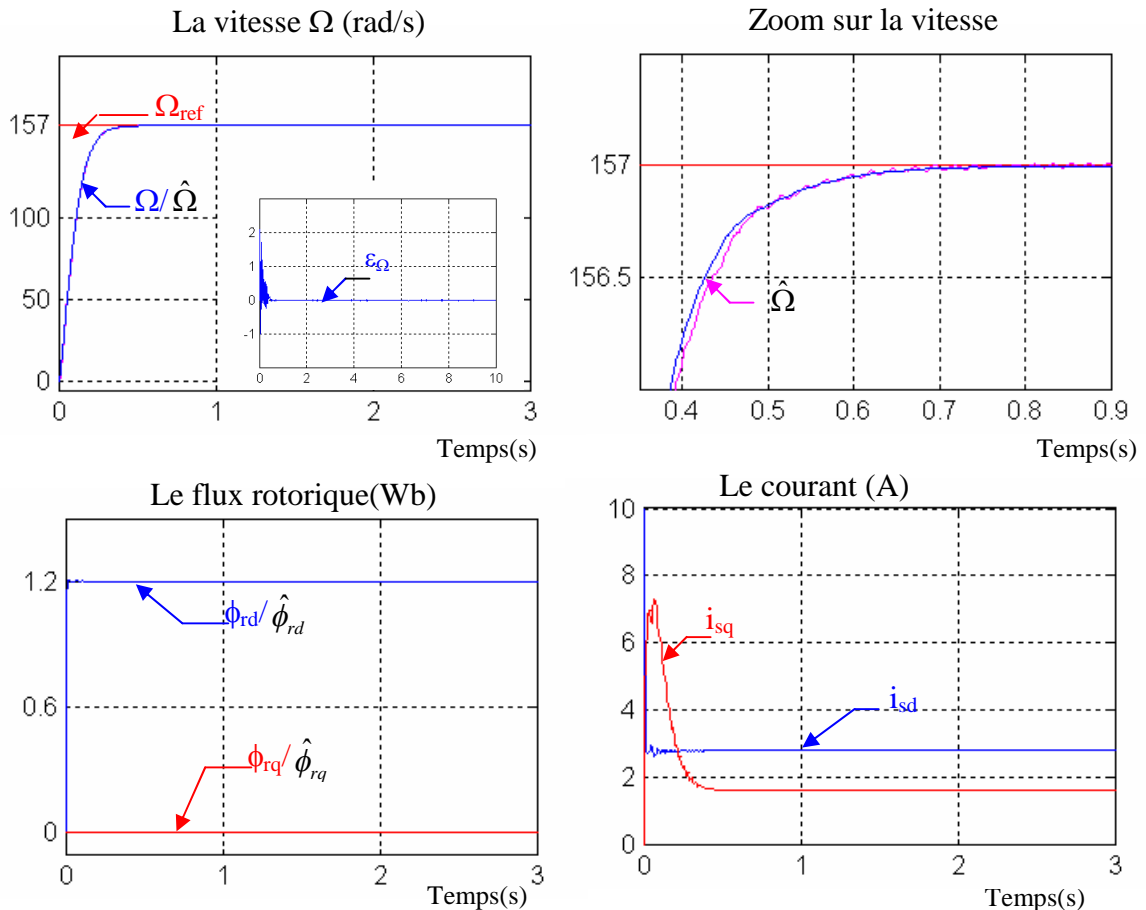 La vitesse Ω (rad/s)
157
100
50
0
Ωref
Ω/Ω̂
2
1
0
-1
εΩ
0 2 4 6 8 10
0 1 2 3
Temps(s)
Zoom sur la vitesse
157
156.5
Ω̂
0.4 0.5 0.6 0.7 0.8 0.9
Temps(s)
Le flux rotorique(Wb)
1.2
0.6
0
ϕrd/ϕ̂rd
ϕrq/ϕ̂rq
0 1 2 3
Temps(s)
Le courant (A)
10
8
6
4
2
0
isq
isd
0 1 2 3
Temps(s)